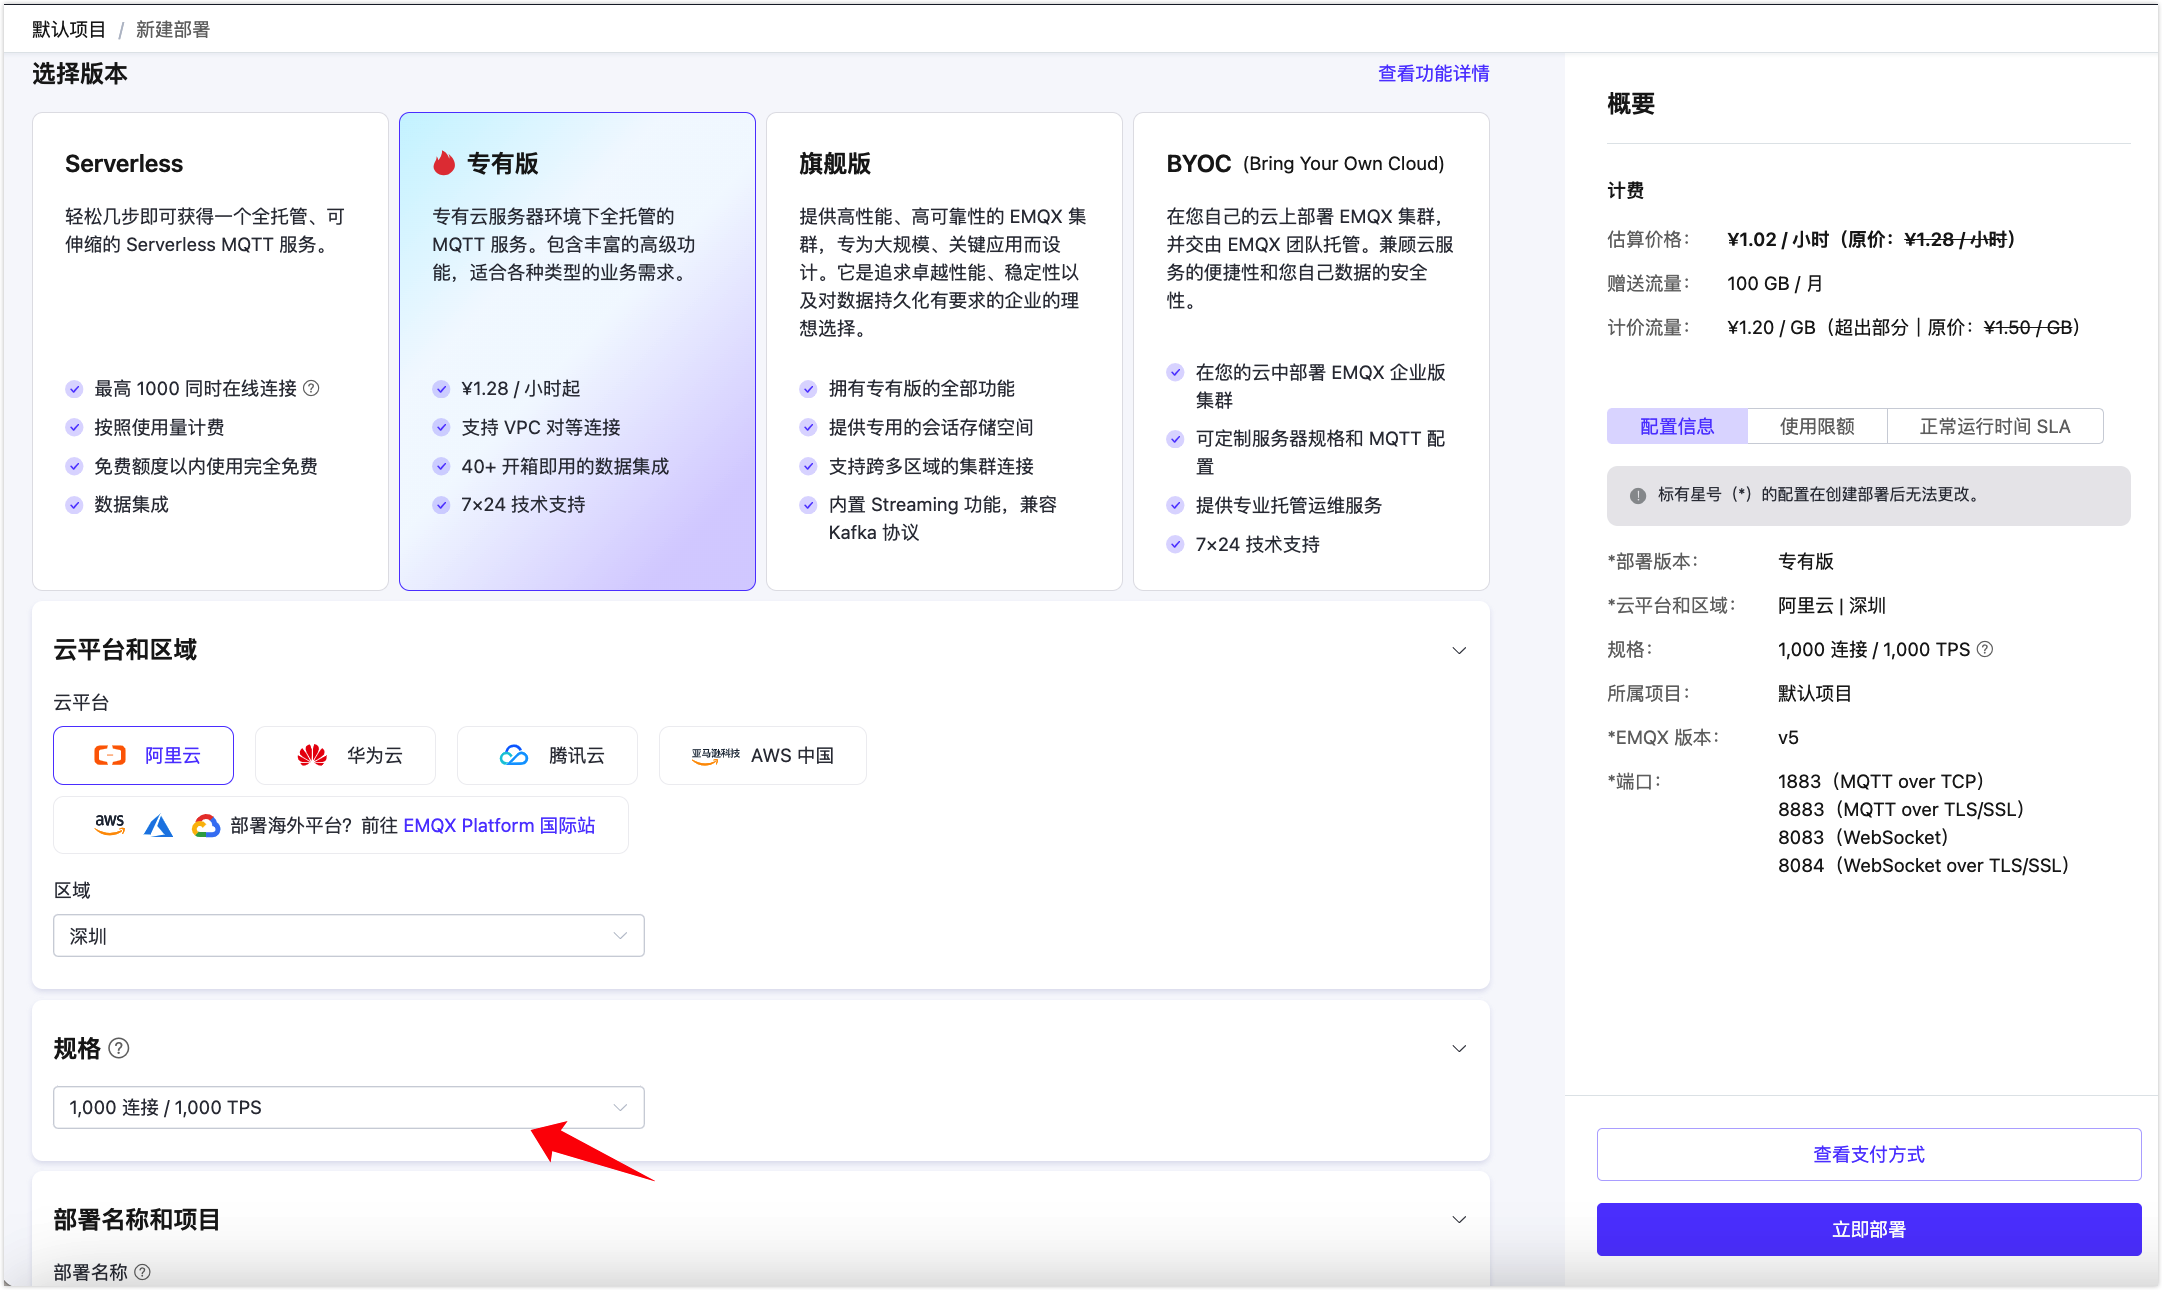 默认项目 / 新建部署
选择版本
查看功能详情
Serverless
轻松几步即可获得一个全托管、可
伸缩的 Serverless MQTT 服务。
最高 1000 同时在线连接
按照使用量计费
免费额度以内使用完全免费
数据集成
专有版
专有云服务器环境下全托管的
MQTT 服务。包含丰富的高级功
能，适合各种类型的业务需求。
¥1.28 / 小时起
支持 VPC 对等连接
40+ 开箱即用的数据集成
7×24 技术支持
旗舰版
提供高性能、高可靠性的 EMQX 集
群，专为大规模、关键应用而设
计。它是追求卓越性能、稳定性以
及对数据持久化有要求的企业的理
想选择。
拥有专有版的全部功能
提供专用的会话存储空间
支持跨多区域的集群连接
内置 Streaming 功能，兼容
Kafka 协议
BYOC (Bring Your Own Cloud)
在您自己的云上部署 EMQX 集群，
并交由 EMQX 团队托管。兼顾云服
务的便捷性和您自己数据的安全
性。
在您的云中部署 EMQX 企业版
集群
可定制服务器规格和 MQTT 配
置
提供专业托管运维服务
7×24 技术支持
云平台和区域
云平台
阿里云
华为云
腾讯云
亚马逊科技 AWS 中国
aws 部署海外平台？前往 EMQX Platform 国际站
区域
深圳
规格
1,000 连接 / 1,000 TPS
部署名称和项目
部署名称
概要
计费
估算价格： ¥1.02 / 小时（原价：¥1.28 / 小时）
赠送流量： 100 GB / 月
计价流量： ¥1.20 / GB（超出部分 | 原价：¥1.50 / GB）
配置信息 使用限额 正常运行时间 SLA
标有星号（*）的配置在创建部署后无法更改。
*部署版本： 专有版
*云平台和区域： 阿里云 | 深圳
规格： 1,000 连接 / 1,000 TPS
所属项目： 默认项目
*EMQX 版本： v5
*端口： 1883（MQTT over TCP）
8883（MQTT over TLS/SSL）
8083（WebSocket）
8084（WebSocket over TLS/SSL）
查看支付方式
立即部署